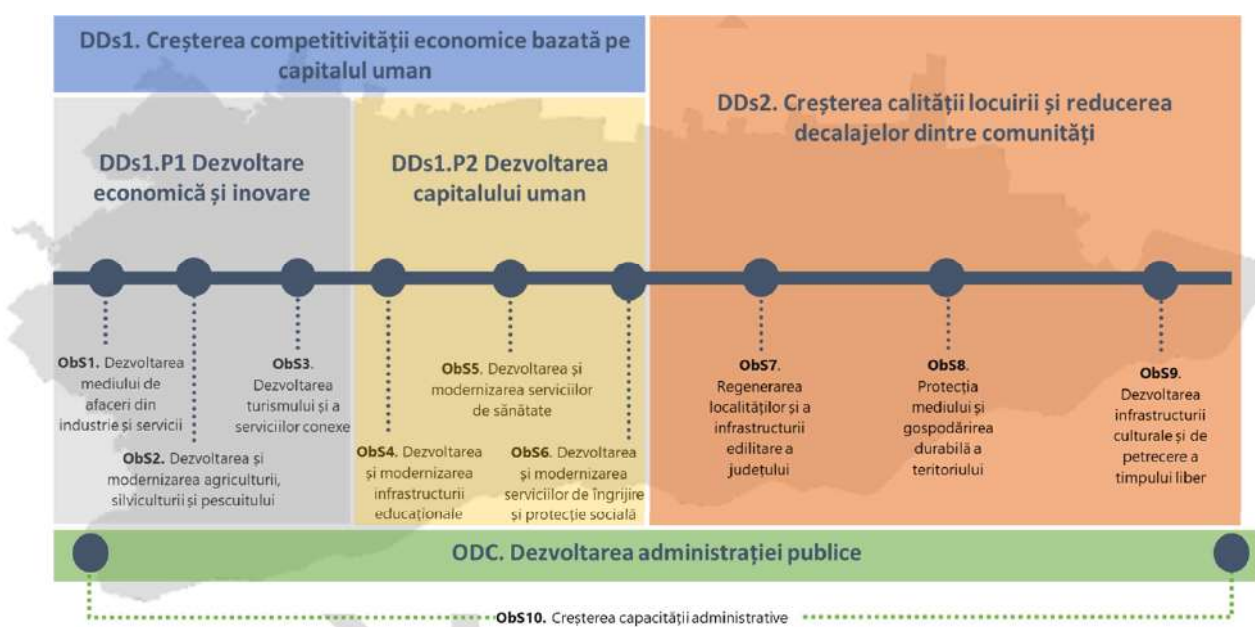 DDs1. Creșterea competitivității economice bazată pe
capitalul uman
DDs2. Creșterea calității locuirii și reducerea
decalajelor dintre comunități
DDs1.P1 Dezvoltare
economică și inovare
DDs1.P2 Dezvoltarea
capitalului uman
ObS1. Dezvoltarea
mediului de
afaceri din
industrie și servicii
ObS2. Dezvoltarea și
modernizarea agriculturii,
silviculturii și pescuitului
ObS3.
Dezvoltarea
turismului și a
serviciilor conexe
ObS4. Dezvoltarea
și modernizarea
infrastructurii
educaționale
ObS5. Dezvoltarea și
modernizarea serviciilor
de sănătate
ObS6. Dezvoltarea
și modernizarea
serviciilor de îngrijire
și protecție socială
ObS7.
Regenerarea
localităților și a
infrastructurii
edilitare a
județului
ObS8.
Protecția
mediului și
gospodărirea
durabilă a
teritoriului
ObS9.
Dezvoltarea
infrastructurii
culturale și de
petrecere a
timpului liber
ODC. Dezvoltarea administrației publice
ObS10. Creșterea capacității administrative